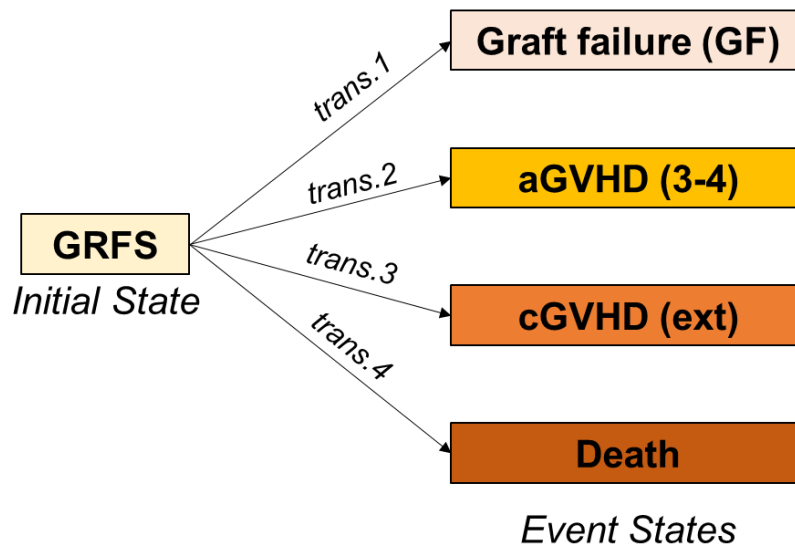 Graft failure (GF)
trans.1
aGVHD (3-4)
trans.2
GRFS
Initial State
trans.3
cGVHD (ext)
trans.4
Death
Event States